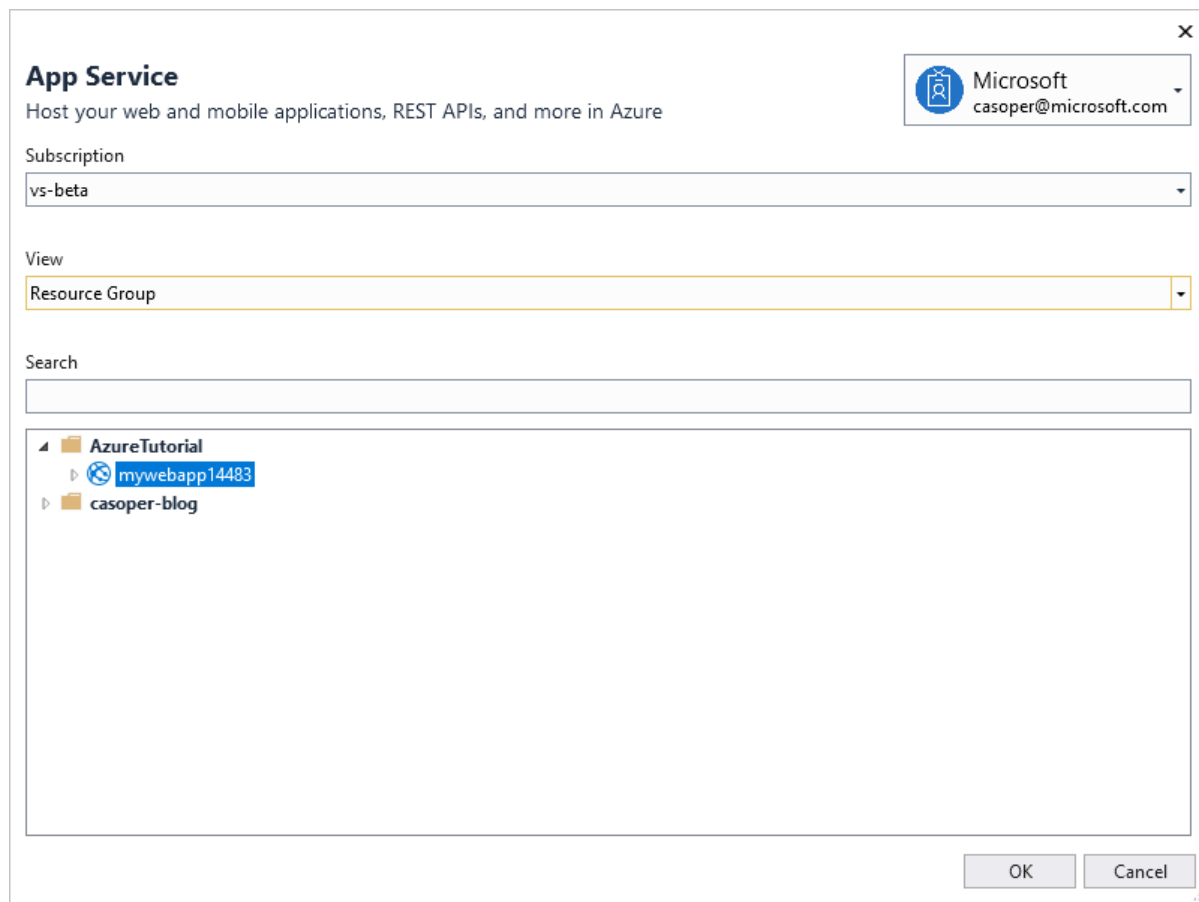 App Service
Host your web and mobile applications, REST APIs, and more in Azure
Microsoft
casoper@microsoft.com
Subscription
vs-beta
View
Resource Group
Search
AzureTutorial
mywebapp14483
casoper-blog
OK
Cancel